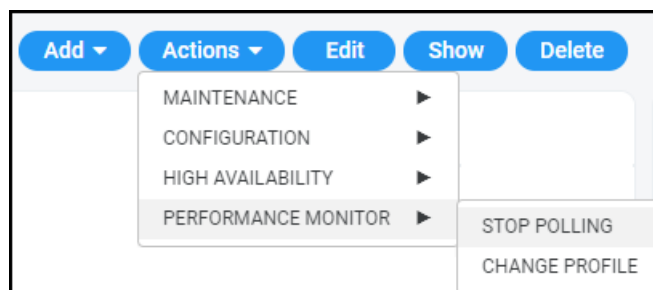 Add Actions Edit Show Delete
MAINTENANCE
CONFIGURATION
HIGH AVAILABILITY
PERFORMANCE MONITOR
STOP POLLING
CHANGE PROFILE